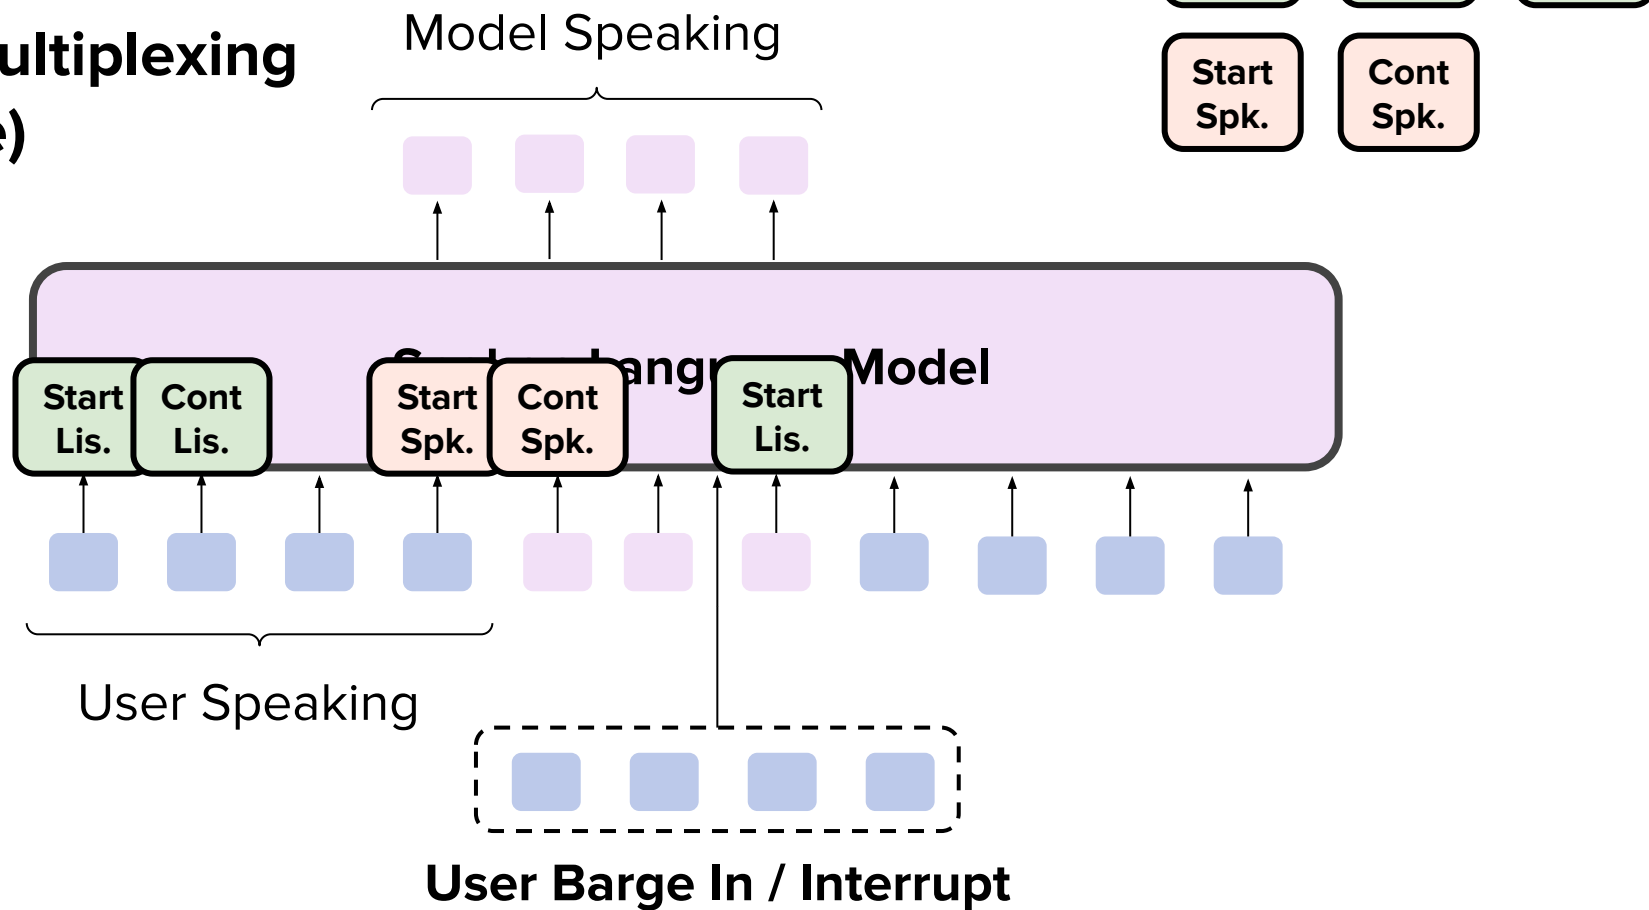 ultiplexing
e)
Model Speaking
Start
Spk.
Cont
Spk.
Model
Start
Lis.
Cont
Lis.
Start
Spk.
Cont
Spk.
Start
Lis.
User Speaking
User Barge In / Interrupt